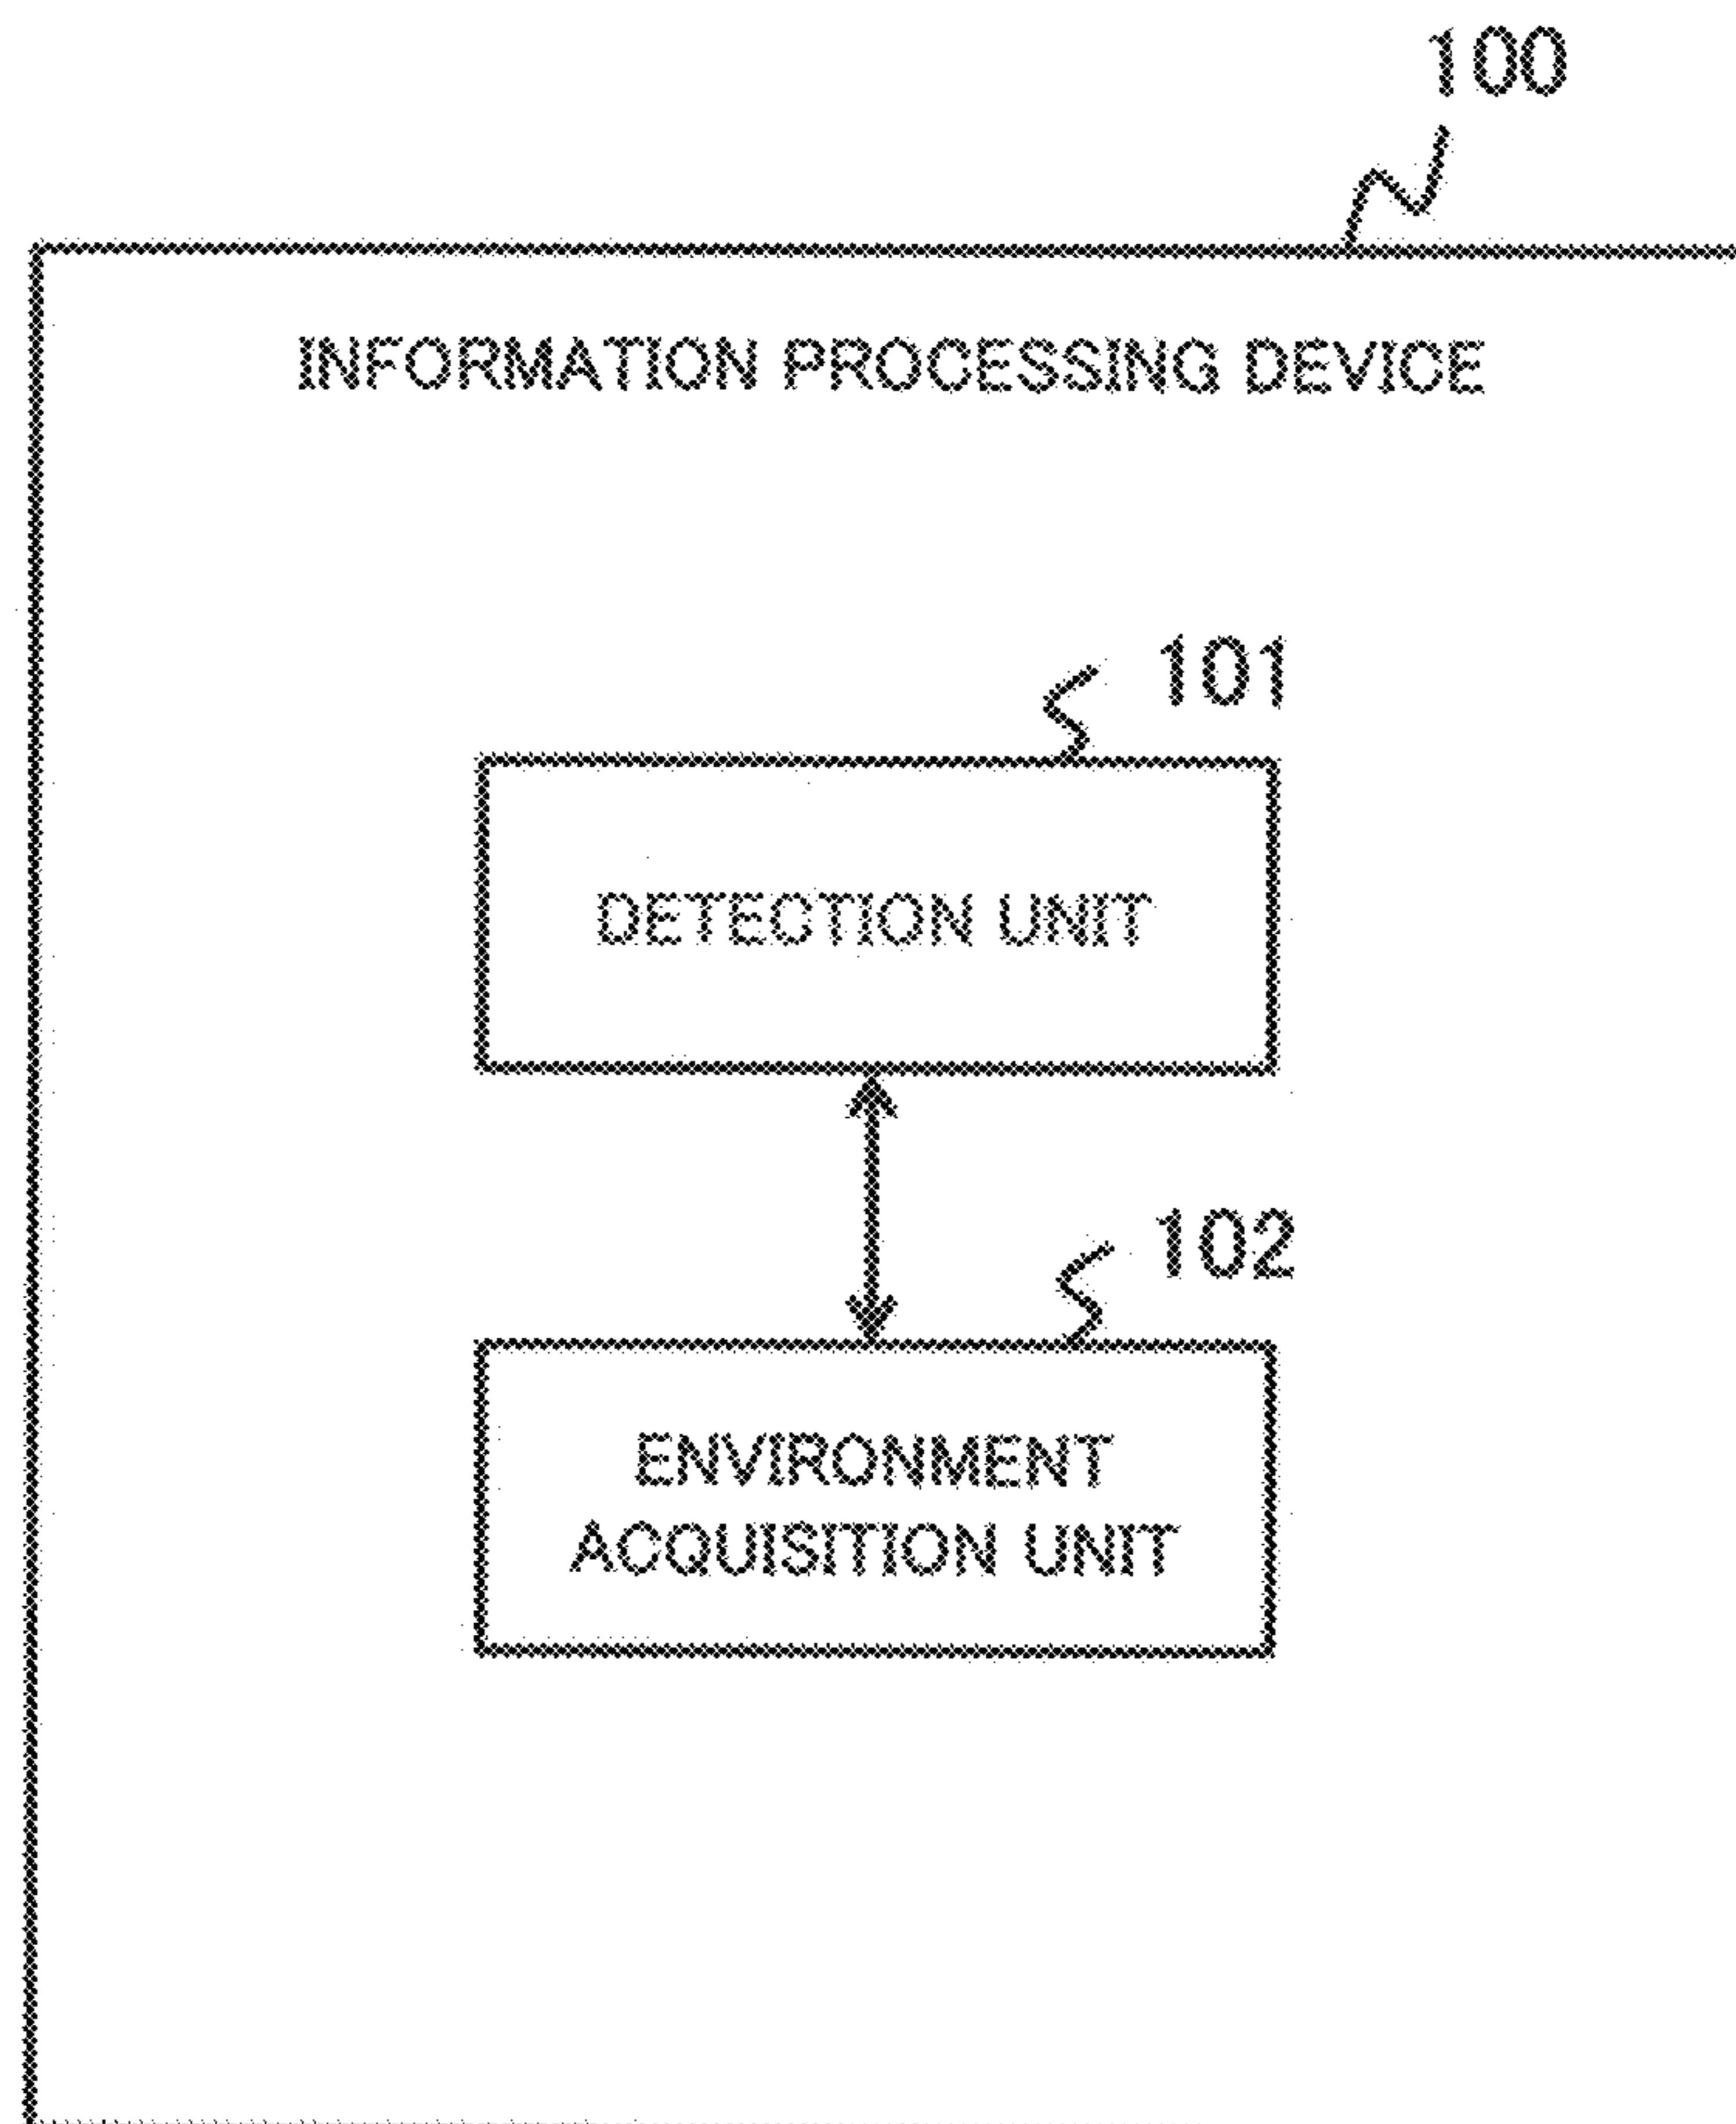 100
INFORMATION PROCESSING DEVICE
101
DETECTION UNIT
102
ENVIRONMENT
ACQUISITION UNIT